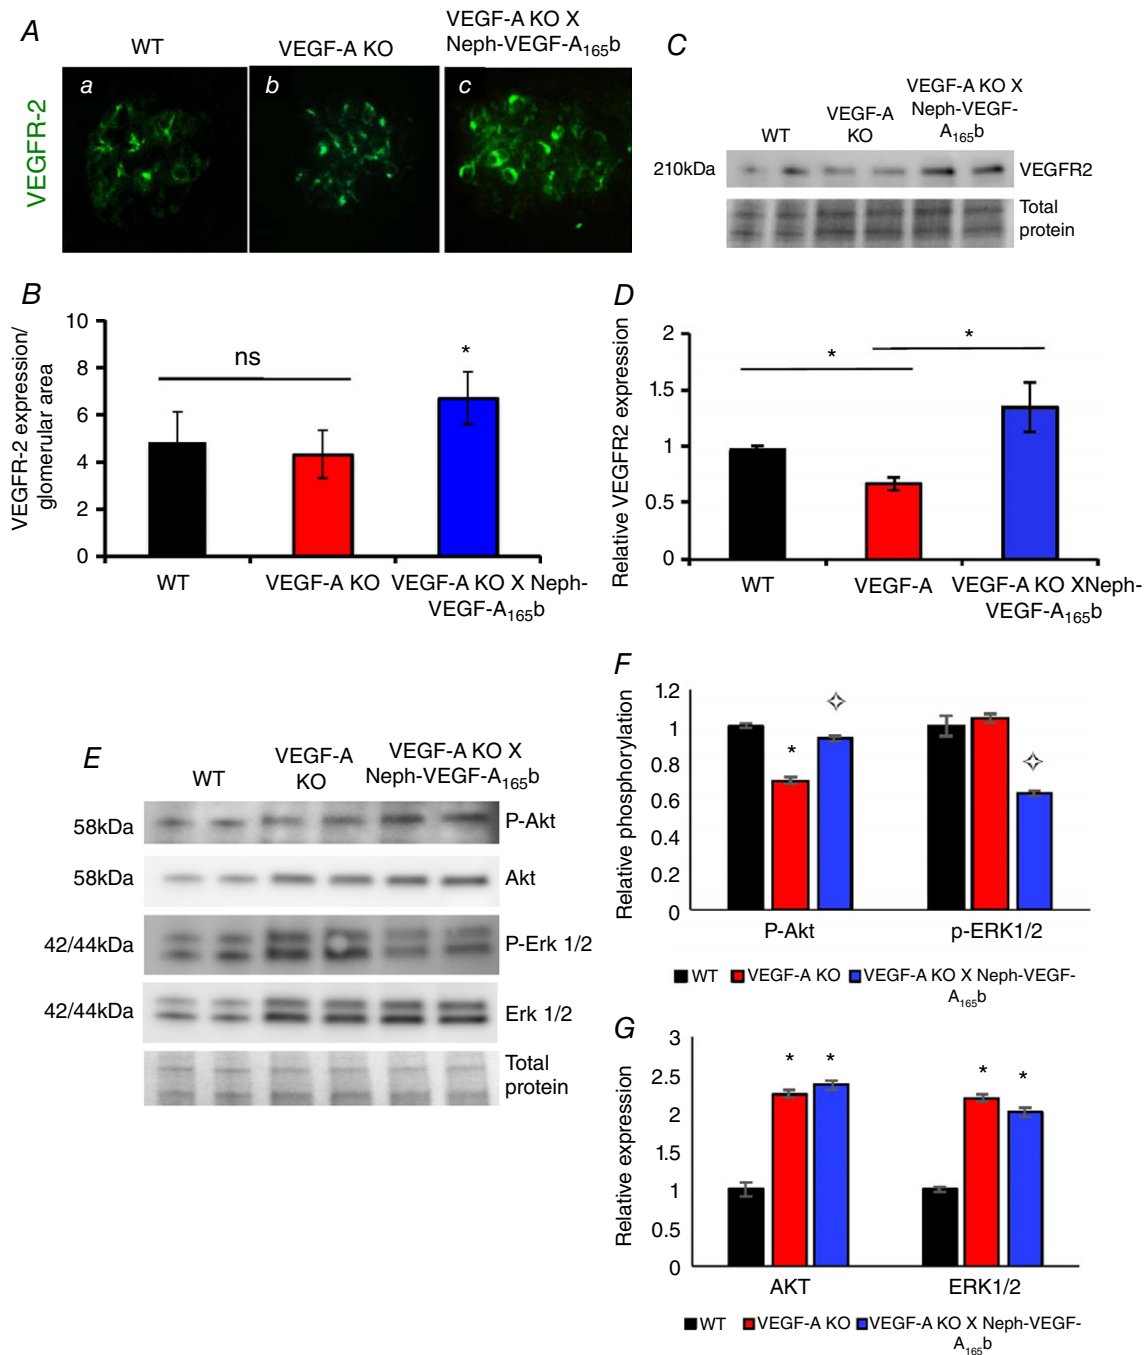 A
WT
VEGF-A KO
VEGF-A KO X
Neph-VEGF-A₁₆₅b
VEGFR-2
a
b
c
C
WT
VEGF-A
KO
VEGF-A KO X
Neph-VEGF-
A₁₆₅b
210kDa
VEGFR2
Total
protein
B
VEGFR-2 expression/
glomerular area
10
8
6
4
2
0
ns
*
WT
VEGF-A KO
VEGF-A KO X Neph-
VEGF-A₁₆₅b
D
Relative VEGFR2 expression
2
1.5
1
0.5
0
*
*
WT
VEGF-A
VEGF-A KO XNeph-
VEGF-A₁₆₅b
E
WT
VEGF-A
KO
VEGF-A KO X
Neph-VEGF-A₁₆₅b
58kDa
P-Akt
58kDa
Akt
42/44kDa
P-Erk 1/2
42/44kDa
Erk 1/2
Total
protein
F
Relative phosphorylation
1.2
1
0.8
0.6
0.4
0.2
0
*
✧
✧
P-Akt
p-ERK1/2
WT
VEGF-A KO
VEGF-A KO X Neph-VEGF-
A₁₆₅b
G
Relative expression
3
2.5
2
1.5
1
0.5
0
* *
* *
AKT
ERK1/2
WT
VEGF-A KO
VEGF-A KO X Neph-VEGF-
A₁₆₅b